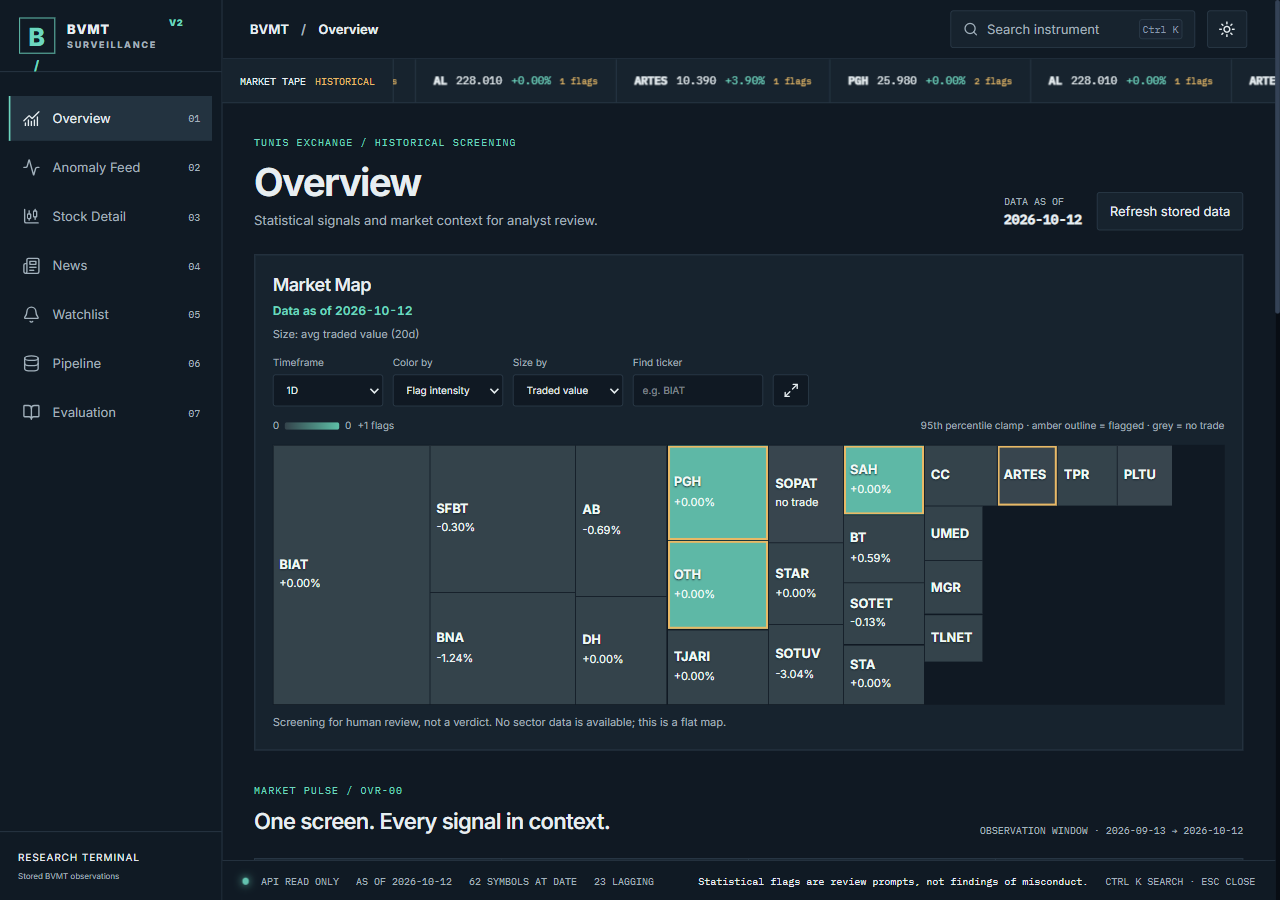 B
BVMT
SURVEILLANCE
V2
/
Overview 01
Anomaly Feed 02
Stock Detail 03
News 04
Watchlist 05
Pipeline 06
Evaluation 07
RESEARCH TERMINAL
Stored BVMT observations
BVMT / Overview
Search instrument Ctrl K
MARKET TAPE HISTORICAL s AL 228.010 +0.00% 1 flags ARTES 10.390 +3.90% 1 flags PGH 25.980 +0.00% 2 flags AL 228.010 +0.00% 1 flags ARTE
TUNIS EXCHANGE / HISTORICAL SCREENING
Overview
Statistical signals and market context for analyst review.
DATA AS OF
2026-10-12
Refresh stored data
Market Map
Data as of 2026-10-12
Size: avg traded value (20d)
Timeframe Color by Size by Find ticker
1D Flag intensity Traded value e.g. BIAT
0 0 +1 flags
95th percentile clamp · amber outline = flagged · grey = no trade
BIAT
+0.00%
SFBT
-0.30%
BNA
-1.24%
AB
-0.69%
DH
+0.00%
PGH
+0.00%
OTH
+0.00%
TJARI
+0.00%
SOPAT
no trade
STAR
+0.00%
SOTUV
-3.04%
SAH
+0.00%
BT
+0.59%
SOTET
-0.13%
STA
+0.00%
CC
ARTES
TPR
PLTU
UMED
MGR
TLNET
Screening for human review, not a verdict. No sector data is available; this is a flat map.
MARKET PULSE / OVR-00
One screen. Every signal in context.
OBSERVATION WINDOW · 2026-09-13 → 2026-10-12
API READ ONLY AS OF 2026-10-12 62 SYMBOLS AT DATE 23 LAGGING Statistical flags are review prompts, not findings of misconduct. CTRL K SEARCH · ESC CLOSE